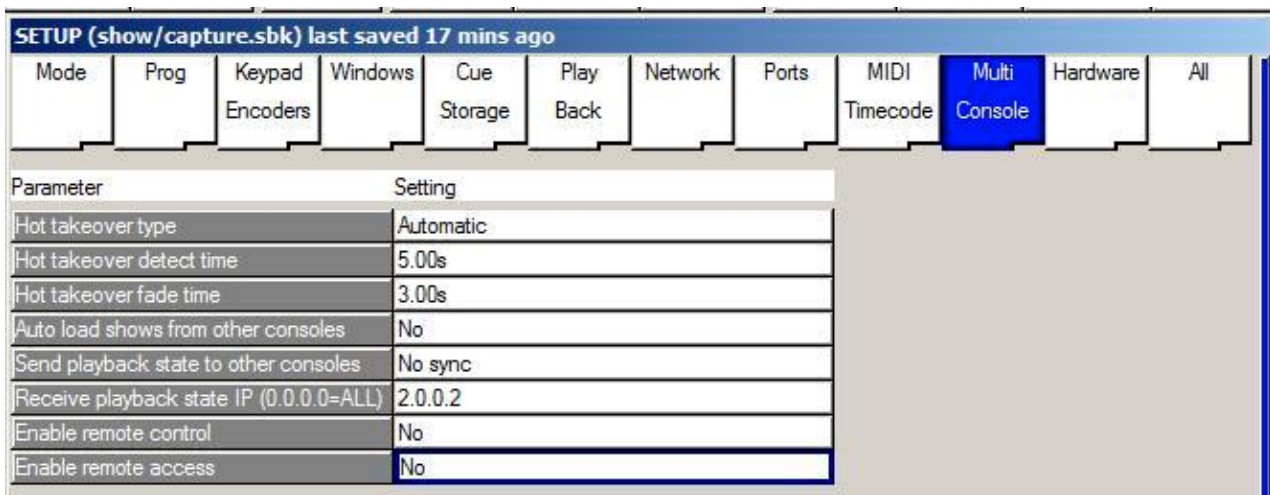 SETUP (show/capture.sbk) last saved 17 mins ago
Mode Prog Keypad Encoders Windows Cue Storage Play Back Network Ports MIDI Timecode Multi Console Hardware All
Parameter Setting
Hot takeover type Automatic
Hot takeover detect time 5.00s
Hot takeover fade time 3.00s
Auto load shows from other consoles No
Send playback state to other consoles No sync
Receive playback state IP (0.0.0.0=ALL) 2.0.0.2
Enable remote control No
Enable remote access No